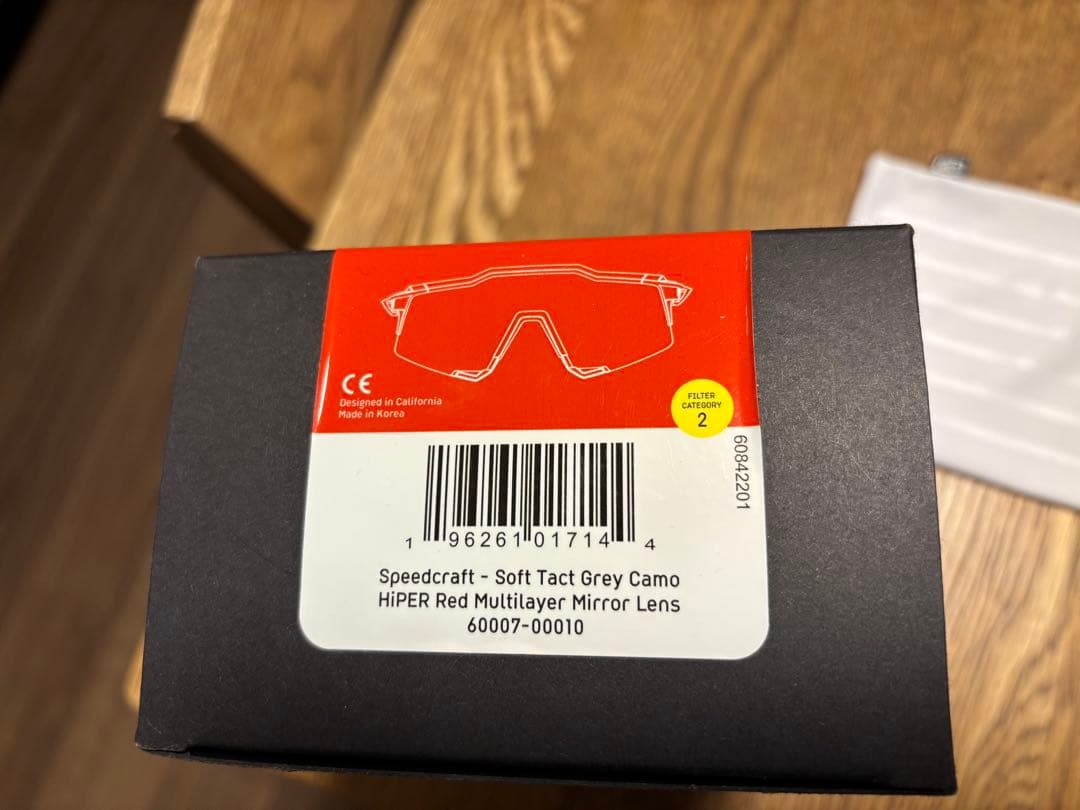 CE
Designed in California
Made in Korea
FILTER
CATEGORY
2
60842201
1 96261 01714 4
Speedcraft - Soft Tact Grey Camo
HiPER Red Multilayer Mirror Lens
60007-00010